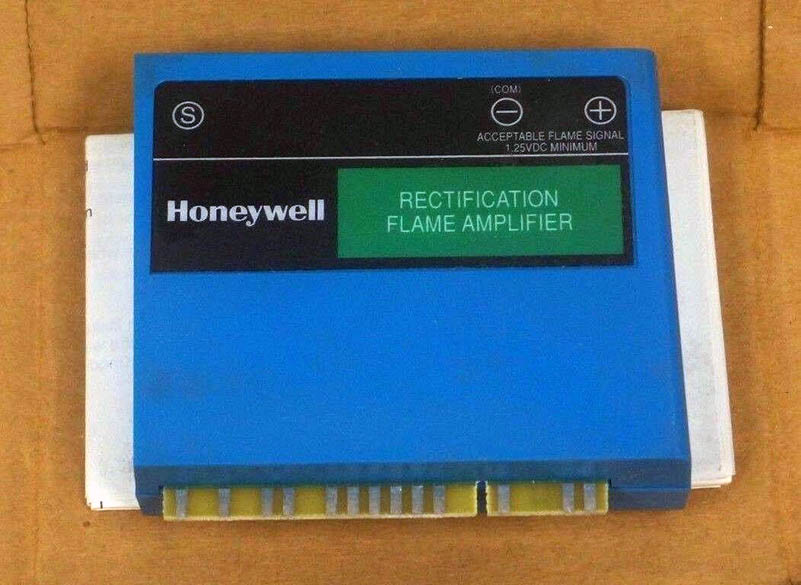 S
(COM)
− +
ACCEPTABLE FLAME SIGNAL
1.25VDC MINIMUM
Honeywell
RECTIFICATION
FLAME AMPLIFIER